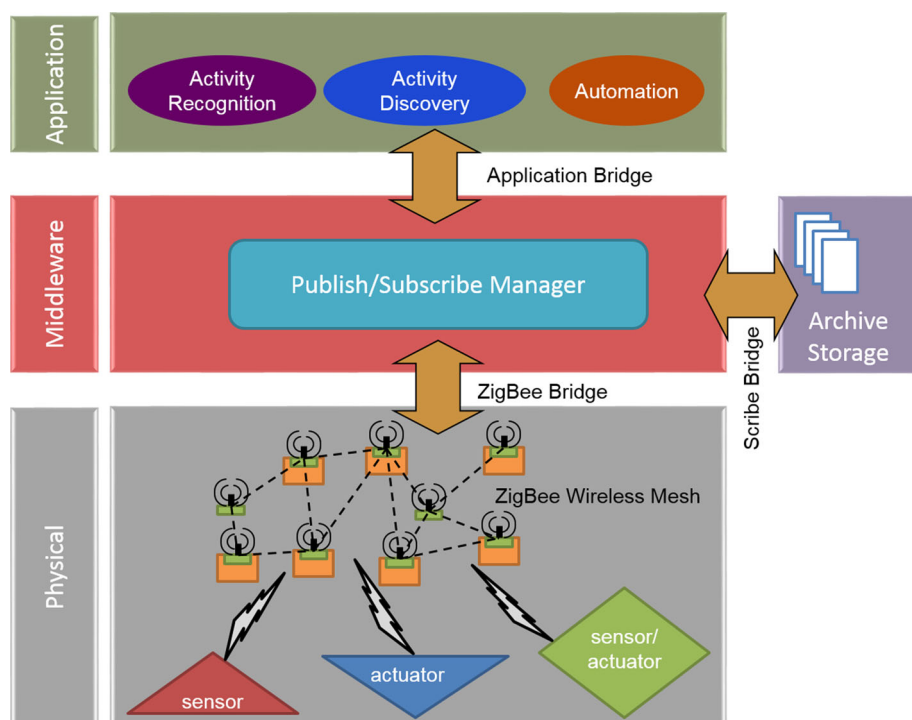 Application
Activity
Recognition
Activity
Discovery
Automation
Application Bridge
Middleware
Publish/Subscribe Manager
Archive
Storage
Scribe Bridge
ZigBee Bridge
Physical
ZigBee Wireless Mesh
sensor
actuator
sensor/
actuator